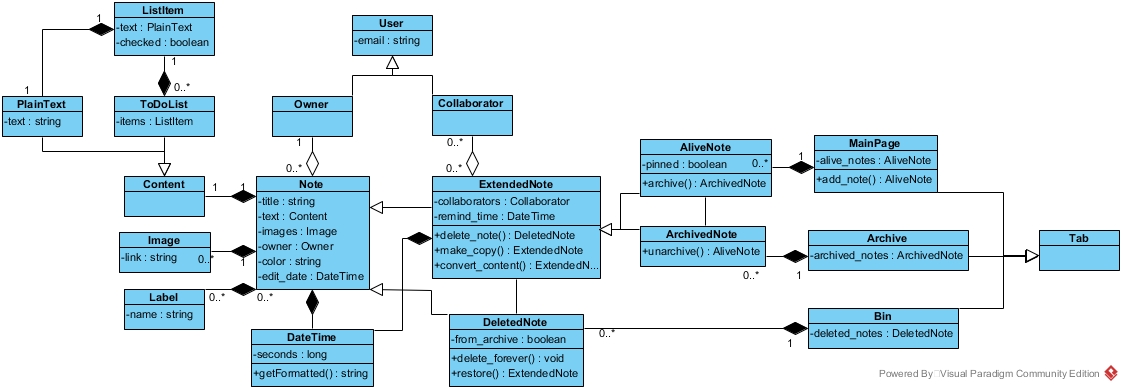 ListItem
-text : PlainText
-checked : boolean
1
1
0..*
1
PlainText
-text : string
ToDoList
-items : ListItem
User
-email : string
Owner
Collaborator
1
0..*
0..*
0..*
Content
1
1
Image
-link : string
0..*
1
Label
-name : string
0..*
0..*
Note
-title : string
-text : Content
-images : Image
-owner : Owner
-color : string
-edit_date : DateTime
DateTime
-seconds : long
+getFormatted() : string
ExtendedNote
-collaborators : Collaborator
-remind_time : DateTime
+delete_note() : DeletedNote
+make_copy() : ExtendedNote
+convert_content() : ExtendedN...
DeletedNote
-from_archive : boolean
+delete_forever() : void
+restore() : ExtendedNote
0..*
1
AliveNote
-pinned : boolean
+archive() : ArchivedNote
0..*
1
ArchivedNote
+unarchive() : AliveNote
0..*
1
MainPage
-alive_notes : AliveNote
+add_note() : AliveNote
Archive
-archived_notes : ArchivedNote
Bin
-deleted_notes : DeletedNote
Tab
Powered By Visual Paradigm Community Edition